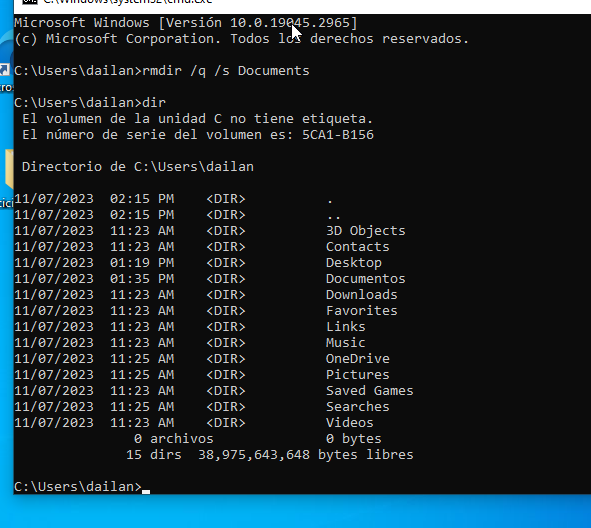 Microsoft Windows [Versión 10.0.19045.2965]
(c) Microsoft Corporation. Todos los derechos reservados.
C:\Users\dailan>rmdir /q /s Documents
C:\Users\dailan>dir
El volumen de la unidad C no tiene etiqueta.
El número de serie del volumen es: 5CA1-B156
Directorio de C:\Users\dailan
11/07/2023 02:15 PM <DIR> .
11/07/2023 02:15 PM <DIR> ..
11/07/2023 11:23 AM <DIR> 3D Objects
11/07/2023 11:23 AM <DIR> Contacts
11/07/2023 01:19 PM <DIR> Desktop
11/07/2023 01:35 PM <DIR> Documentos
11/07/2023 11:23 AM <DIR> Downloads
11/07/2023 11:23 AM <DIR> Favorites
11/07/2023 11:23 AM <DIR> Links
11/07/2023 11:23 AM <DIR> Music
11/07/2023 11:25 AM <DIR> OneDrive
11/07/2023 11:25 AM <DIR> Pictures
11/07/2023 11:23 AM <DIR> Saved Games
11/07/2023 11:25 AM <DIR> Searches
11/07/2023 11:23 AM <DIR> Videos
0 archivos 0 bytes
15 dirs 38,975,643,648 bytes libres
C:\Users\dailan>